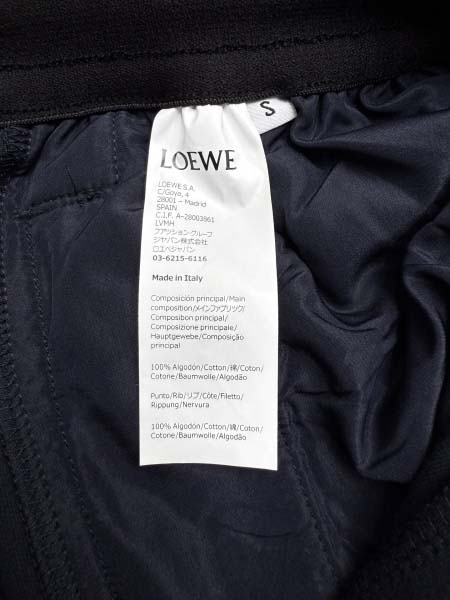 S
LOEWE
LOEWE S.A.
C/Goya, 4
28001 - Madrid
SPAIN
C.I.F. A-28003861
LVMH
ファッション・グループ
ジャパン株式会社
ロエベジャパン
03-6215-6116
Made in Italy
Composición principal/Main
composition/メインファブリック/
Composition principal/
Composizione principale/
Hauptgewebe/Composição
principal
100% Algodón/Cotton/綿/Coton/
Cotone/Baumwolle/Algodão
Punto/Rib/リブ/Côte/Filetto/
Rippung/Nervura
100% Algodón/Cotton/綿/Coton/
Cotone/Baumwolle/Algodão